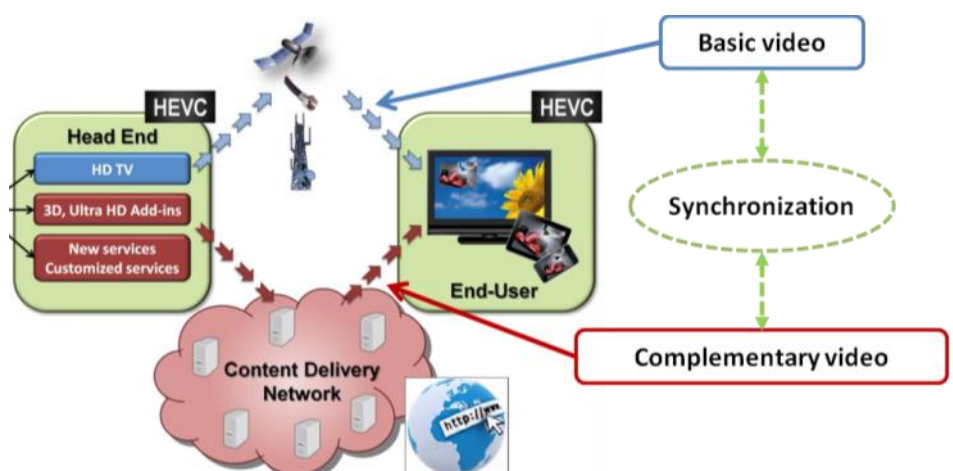 Basic video
HEVC
HEVC
Head End
HD TV
3D, Ultra HD Add-ins
New services
Customized services
Synchronization
End-User
Complementary video
Content Delivery
Network
http://www